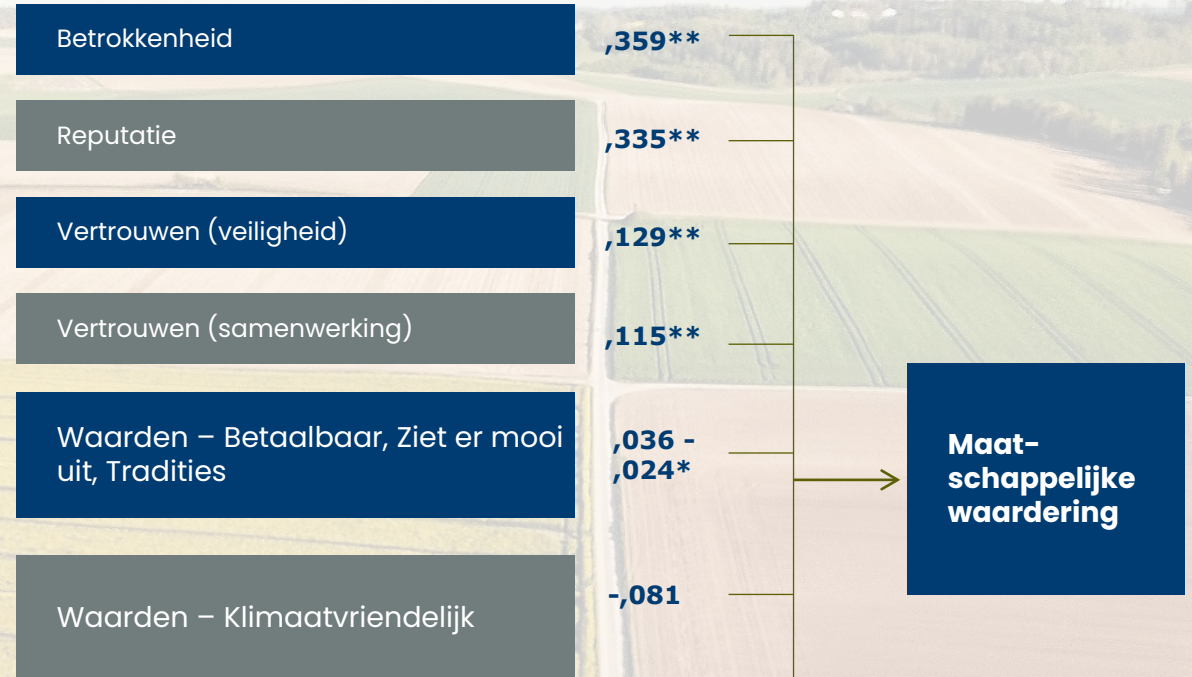 Betrokkenheid
,359**
Reputatie
,335**
Vertrouwen (veiligheid)
,129**
Vertrouwen (samenwerking)
,115**
Waarden – Betaalbaar, Ziet er mooi
uit, Tradities
,036 -
,024*
Waarden – Klimaatvriendelijk
-,081
Maat-
schappelijke
waardering